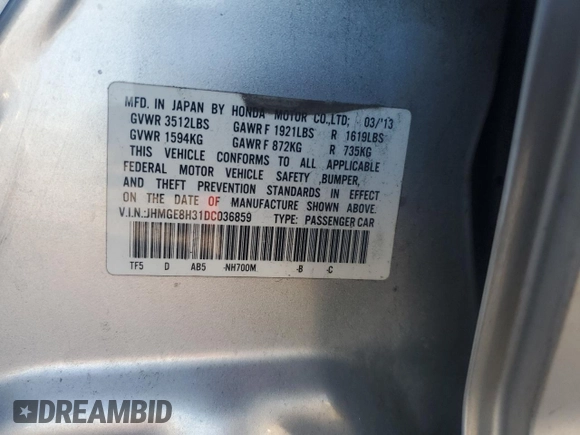 MFD. IN JAPAN BY HONDA MOTOR CO.,LTD; 03/'13
GVWR 3512LBS GAWR F 1921LBS R 1619LBS
GVWR 1594KG GAWR F 872KG R 735KG
THIS VEHICLE CONFORMS TO ALL APPLICABLE
FEDERAL MOTOR VEHICLE SAFETY ,BUMPER,
AND THEFT PREVENTION STANDARDS IN EFFECT
ON THE DATE OF MANUFACTURE SHOWN ABOVE.
V.I.N.:JHMGE8H31DC036859 TYPE: PASSENGER CAR
TF5 D AB5 -NH700M -B -C
DREAMBID